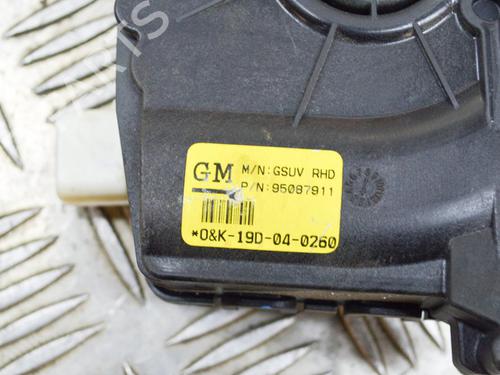 GM M/N:GSUV RHD
P/N:95087911
*O&K-19D-04-0260